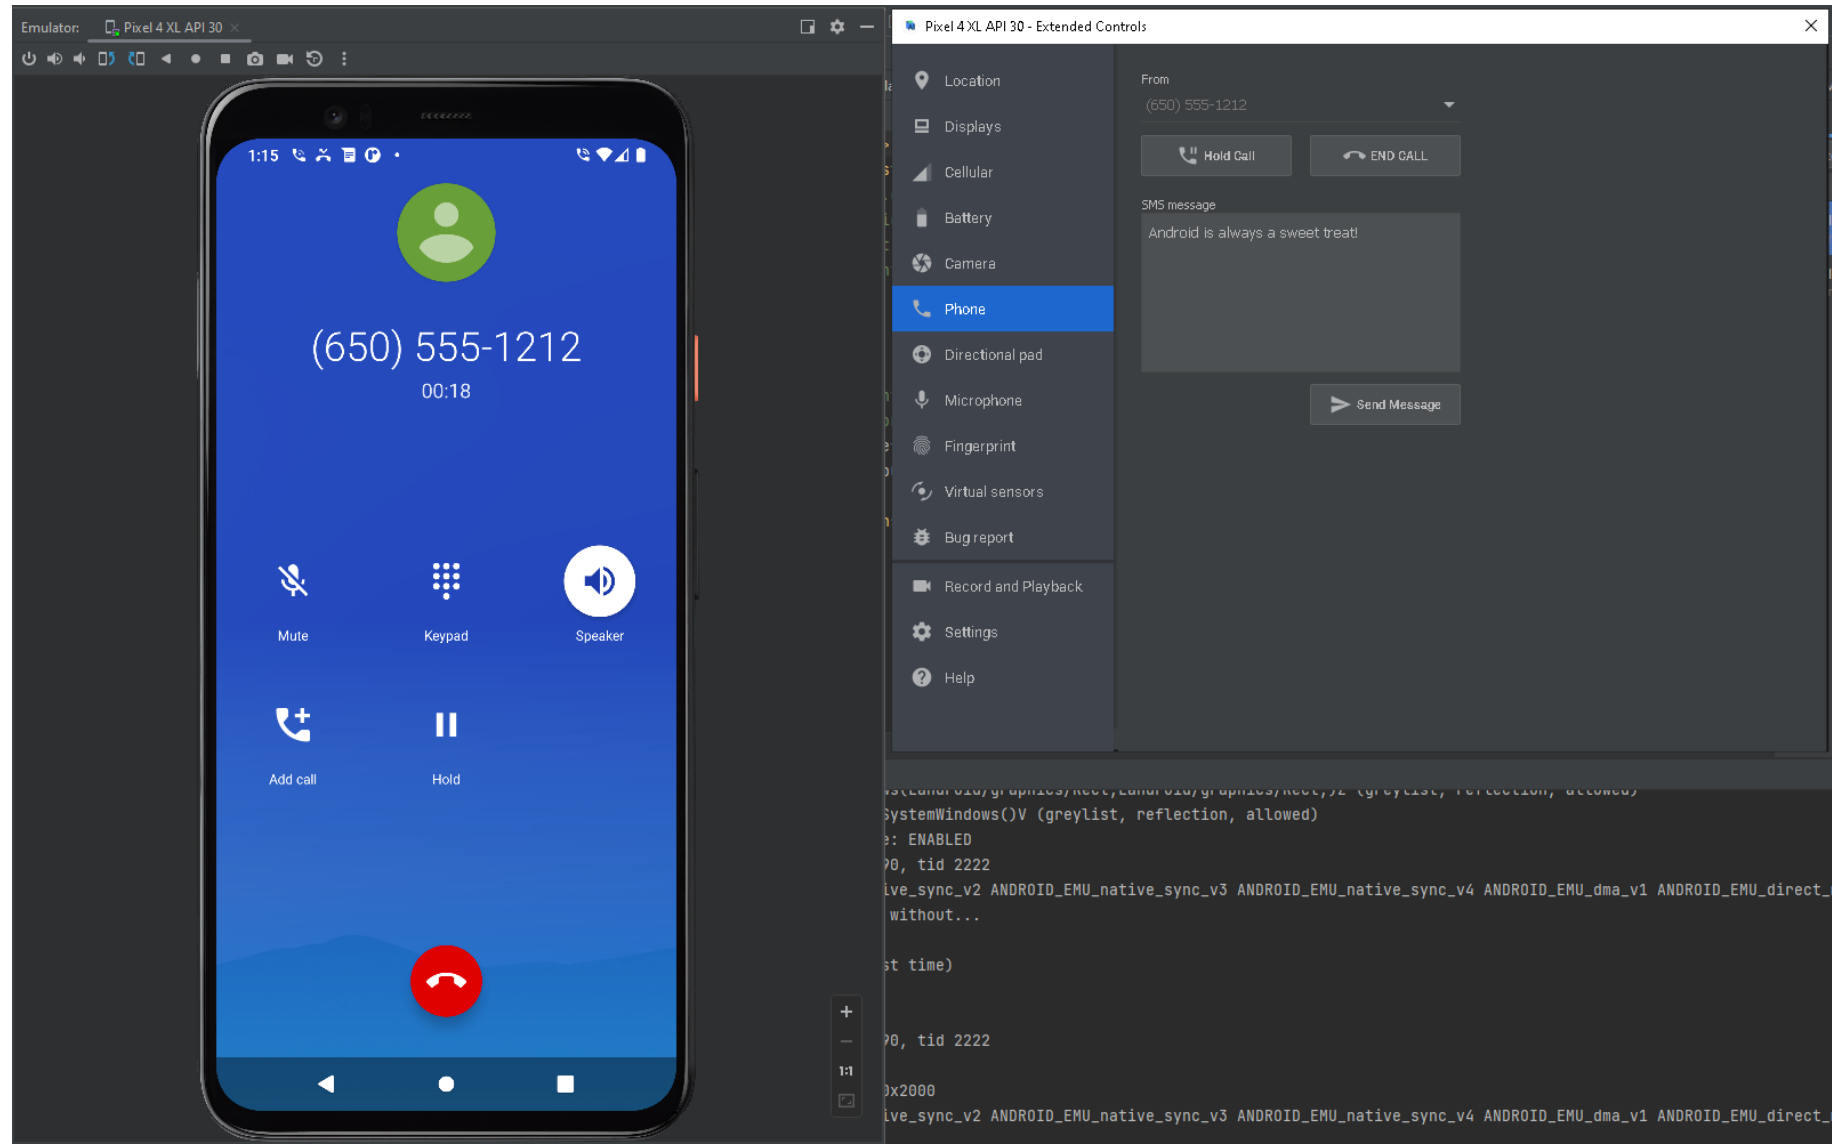 Emulator: Pixel 4 XL API 30
1:15
(650) 555-1212
00:18
Mute Keypad Speaker
Add call Hold
1:1
Pixel 4 XL API 30 - Extended Controls
Location
Displays
Cellular
Battery
Camera
Phone
Directional pad
Microphone
Fingerprint
Virtual sensors
Bug report
Record and Playback
Settings
Help
From
(650) 555-1212
Hold Call END CALL
SMS message
Android is always a sweet treat!
Send Message
SystemWindows()V (greylist, reflection, allowed)
e: ENABLED
90, tid 2222
ive_sync_v2 ANDROID_EMU_native_sync_v3 ANDROID_EMU_native_sync_v4 ANDROID_EMU_dma_v1 ANDROID_EMU_direct_
without...
st time)
90, tid 2222
0x2000
ive_sync_v2 ANDROID_EMU_native_sync_v3 ANDROID_EMU_native_sync_v4 ANDROID_EMU_dma_v1 ANDROID_EMU_direct_